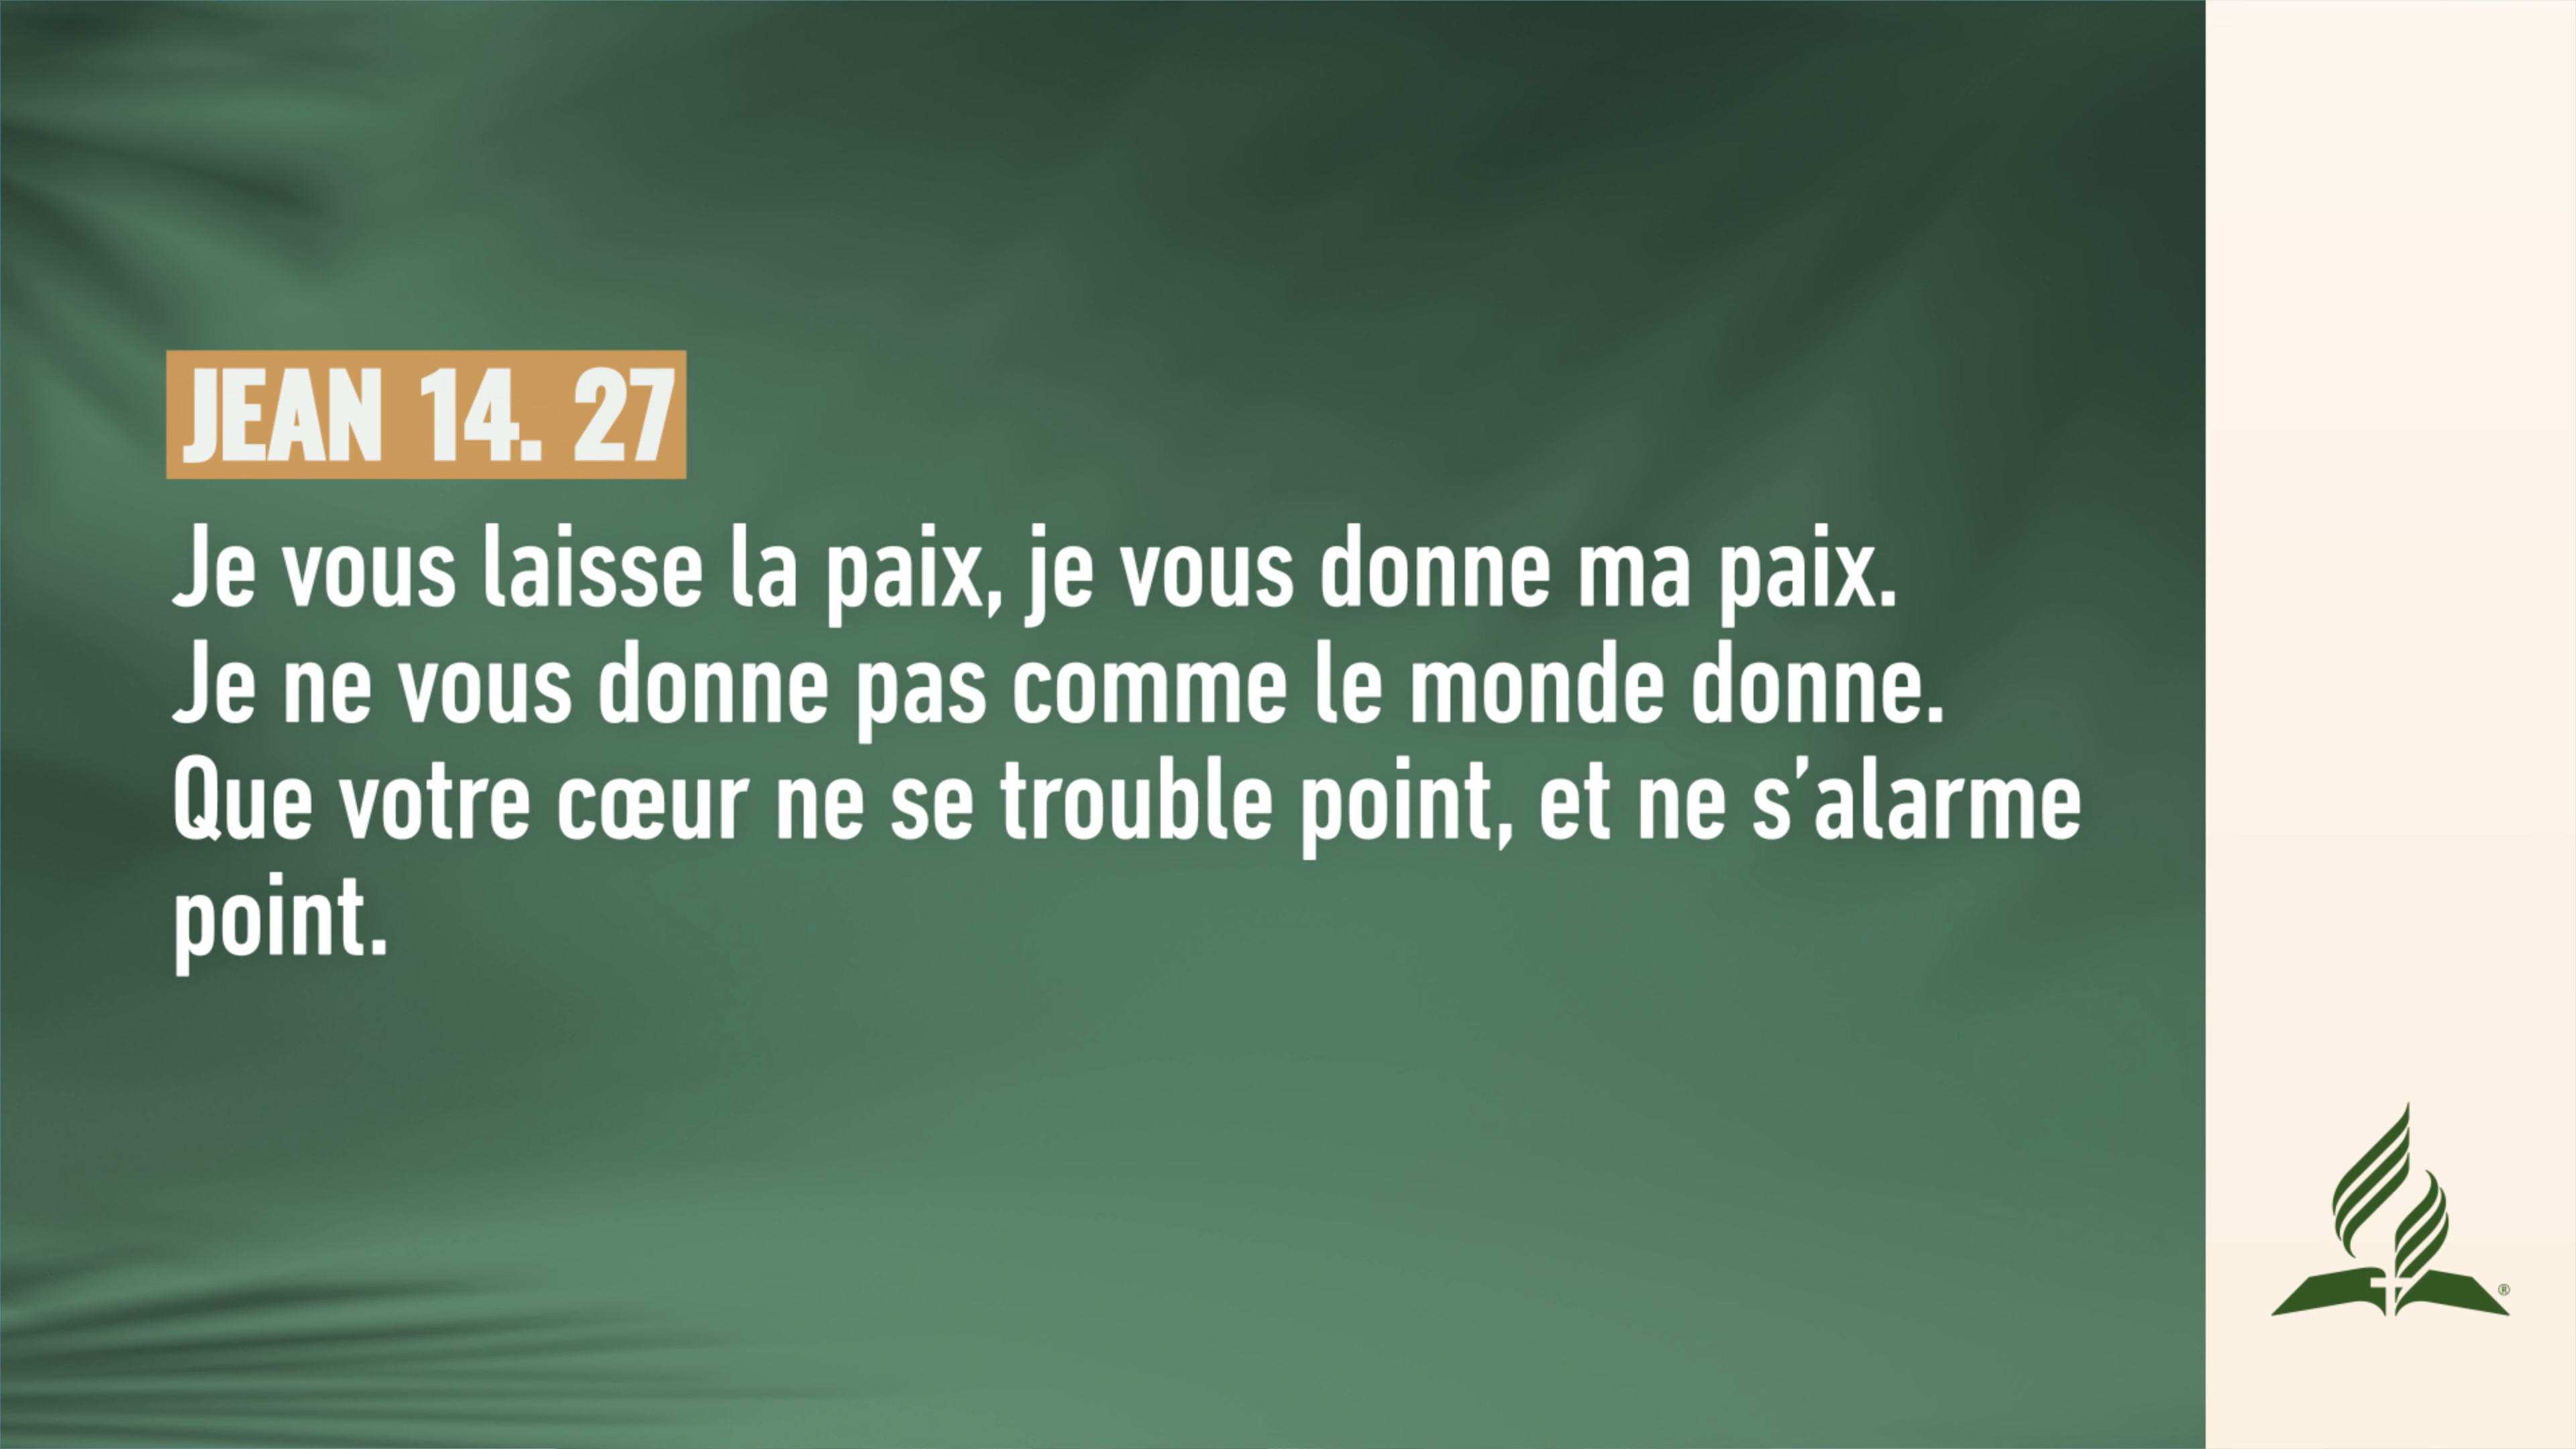 JEAN 14. 27
Je vous laisse la paix, je vous donne ma paix.
Je ne vous donne pas comme le monde donne.
Que votre cœur ne se trouble point, et ne s’alarme
point.
®